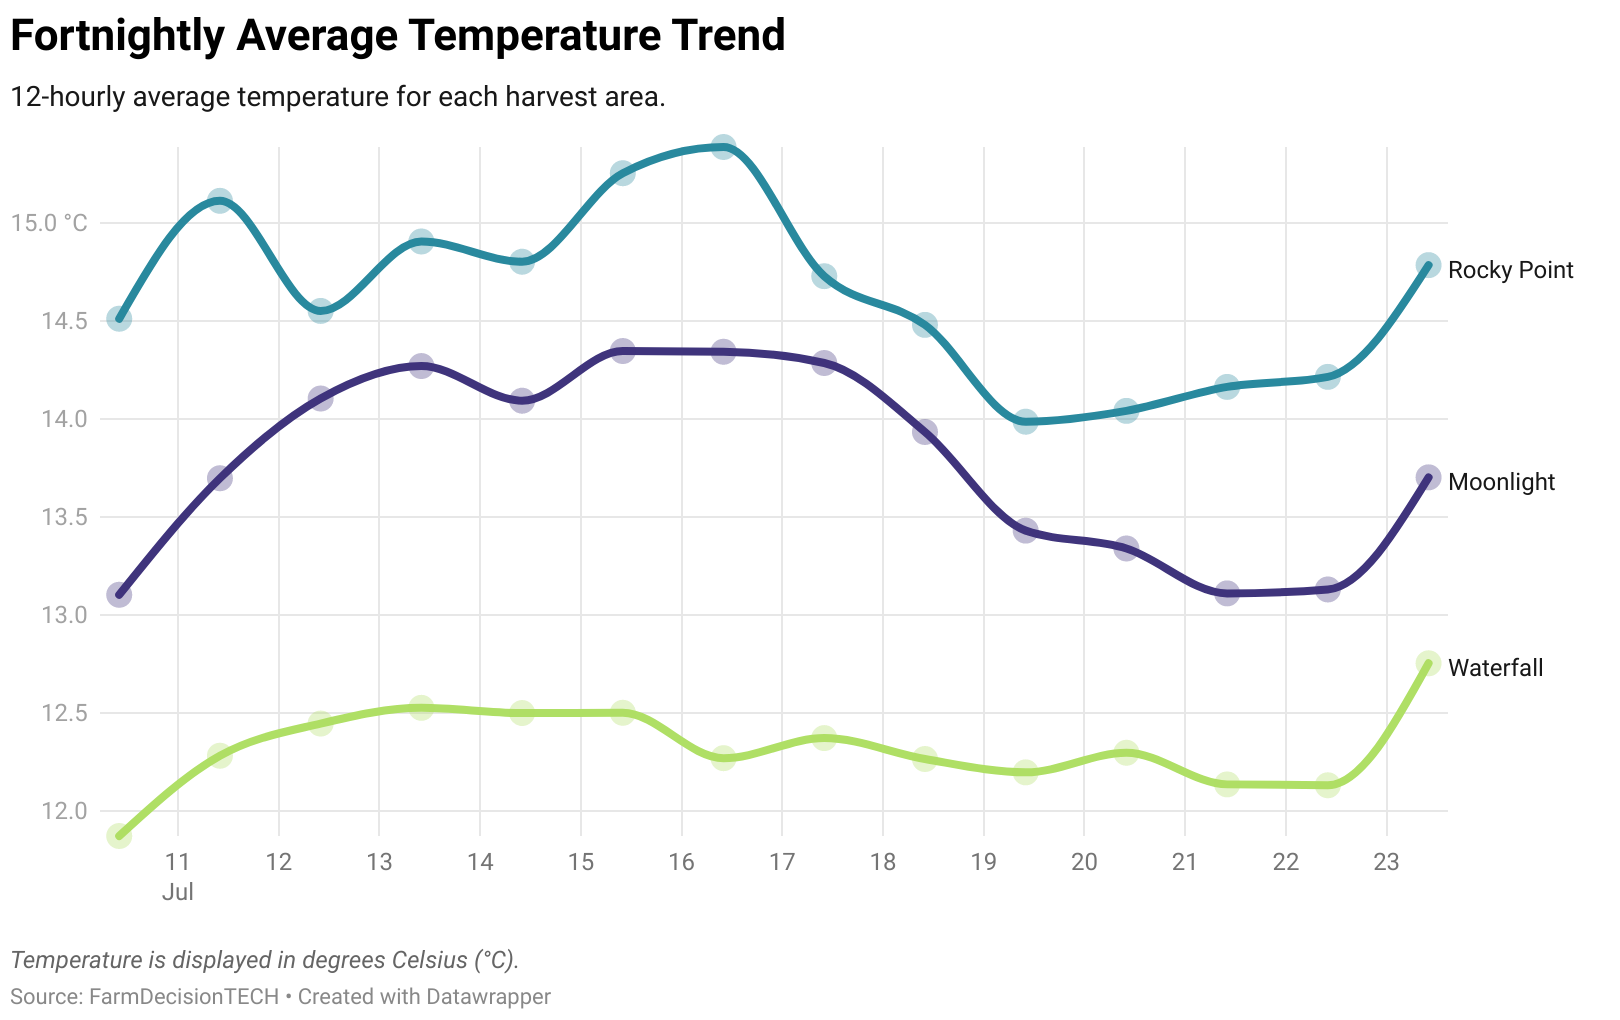 Fortnightly Average Temperature Trend
12-hourly average temperature for each harvest area.
15.0 °C
14.5
14.0
13.5
13.0
12.5
12.0
Rocky Point
Moonlight
Waterfall
11 12 13 14 15 16 17 18 19 20 21 22 23
Jul
Temperature is displayed in degrees Celsius (°C).
Source: FarmDecisionTECH • Created with Datawrapper